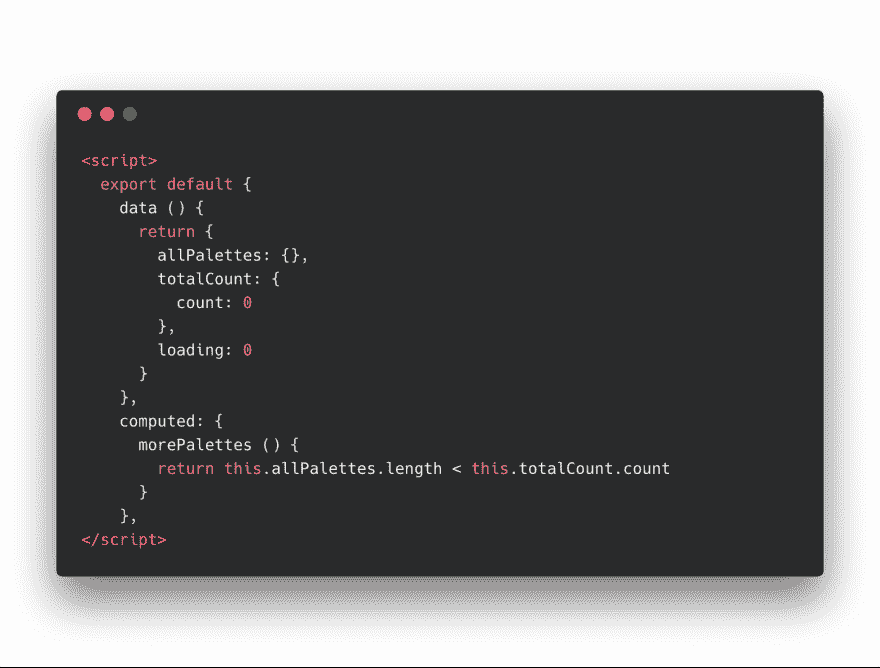 <script>
  export default {
    data () {
      return {
        allPalettes: {},
        totalCount: {
          count: 0
        },
        loading: 0
      }
    },
    computed: {
      morePalettes () {
        return this.allPalettes.length < this.totalCount.count
      }
    },
</script>